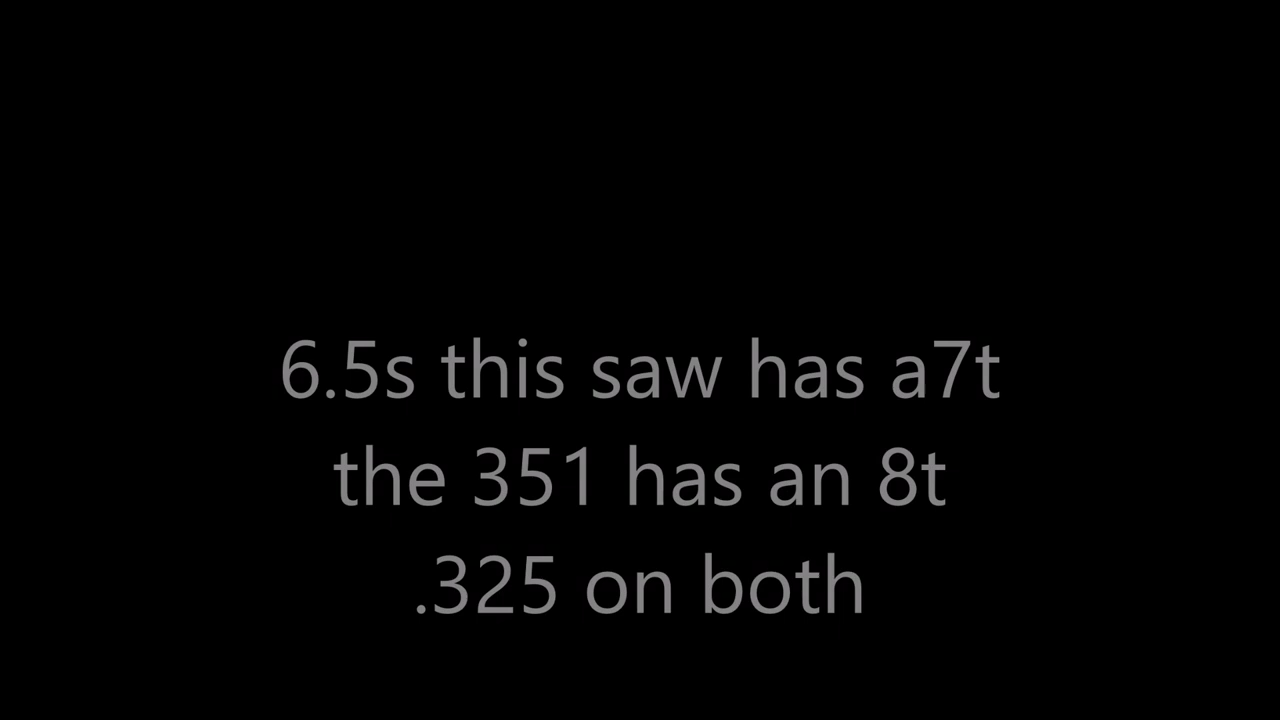 6.5s this saw has a7t
the 351 has an 8t
.325 on both